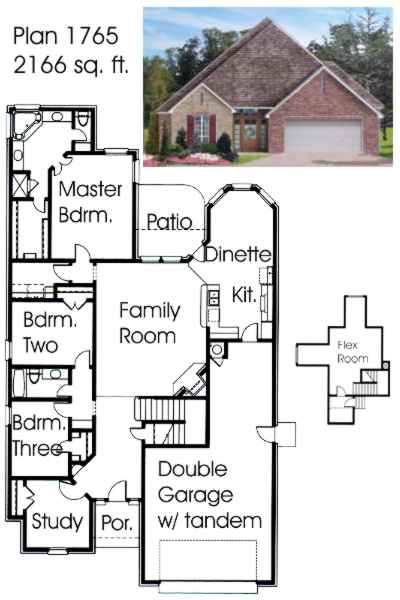 Plan 1765
2166 sq. ft.
Master
Bdrm.
Patio
Dinette
Kit.
Family
Room
Bdrm.
Two
Flex
Room
Bdrm.
Three
Double
Garage
w/ tandem
Study
Por.